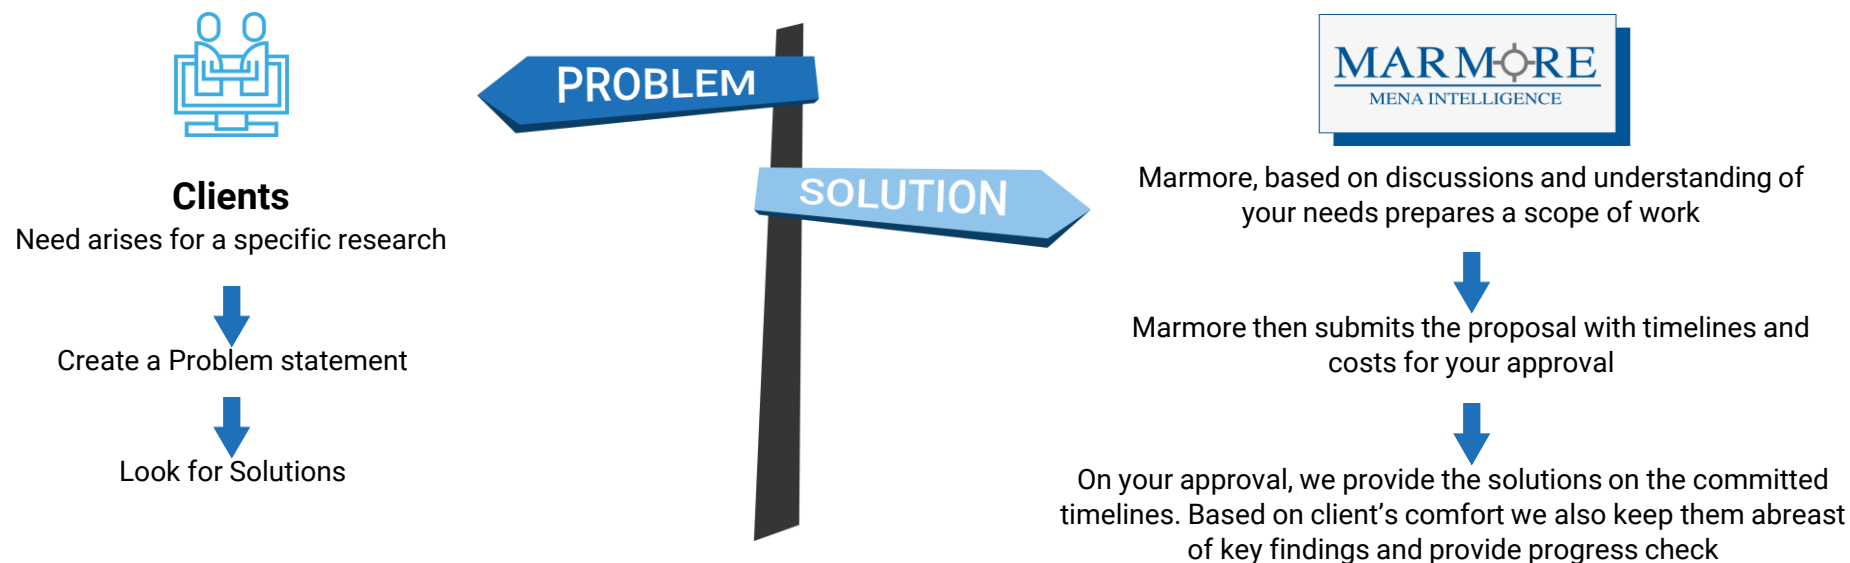 Clients
Need arises for a specific research
Create a Problem statement
Look for Solutions
PROBLEM
SOLUTION
MARMORE
MENA INTELLIGENCE
Marmore, based on discussions and understanding of
your needs prepares a scope of work
Marmore then submits the proposal with timelines and
costs for your approval
On your approval, we provide the solutions on the committed
timelines. Based on client’s comfort we also keep them abreast
of key findings and provide progress check